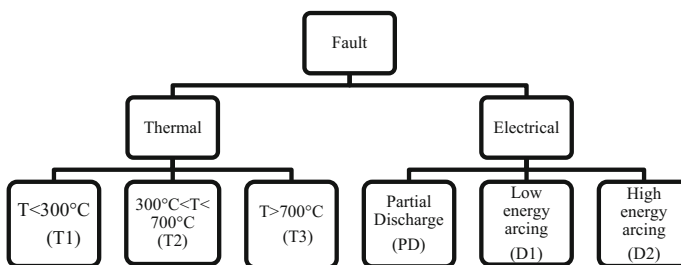 Fault
Thermal
Electrical
T<300°C
(T1)
300°C<T<
700°C
(T2)
T>700°C
(T3)
Partial
Discharge
(PD)
Low
energy
arcing
(D1)
High
energy
arcing
(D2)